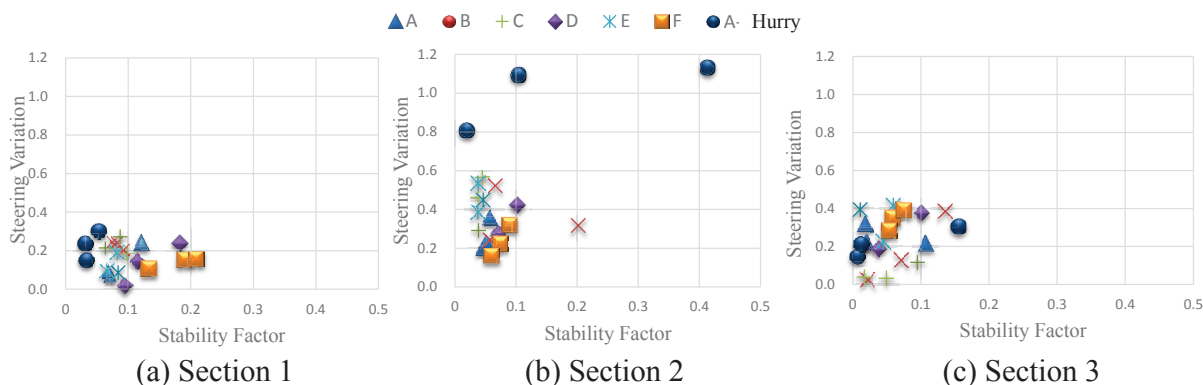 A B C D E F A- Hurry
Steering Variation
1.2
1.0
0.8
0.6
0.4
0.2
0.0
0 0.1 0.2 0.3 0.4 0.5
Stability Factor
(a) Section 1
Steering Variation
1.2
1.0
0.8
0.6
0.4
0.2
0.0
0 0.1 0.2 0.3 0.4 0.5
Stability Factor
(b) Section 2
Steering Variation
1.2
1.0
0.8
0.6
0.4
0.2
0.0
0 0.1 0.2 0.3 0.4 0.5
Stability Factor
(c) Section 3